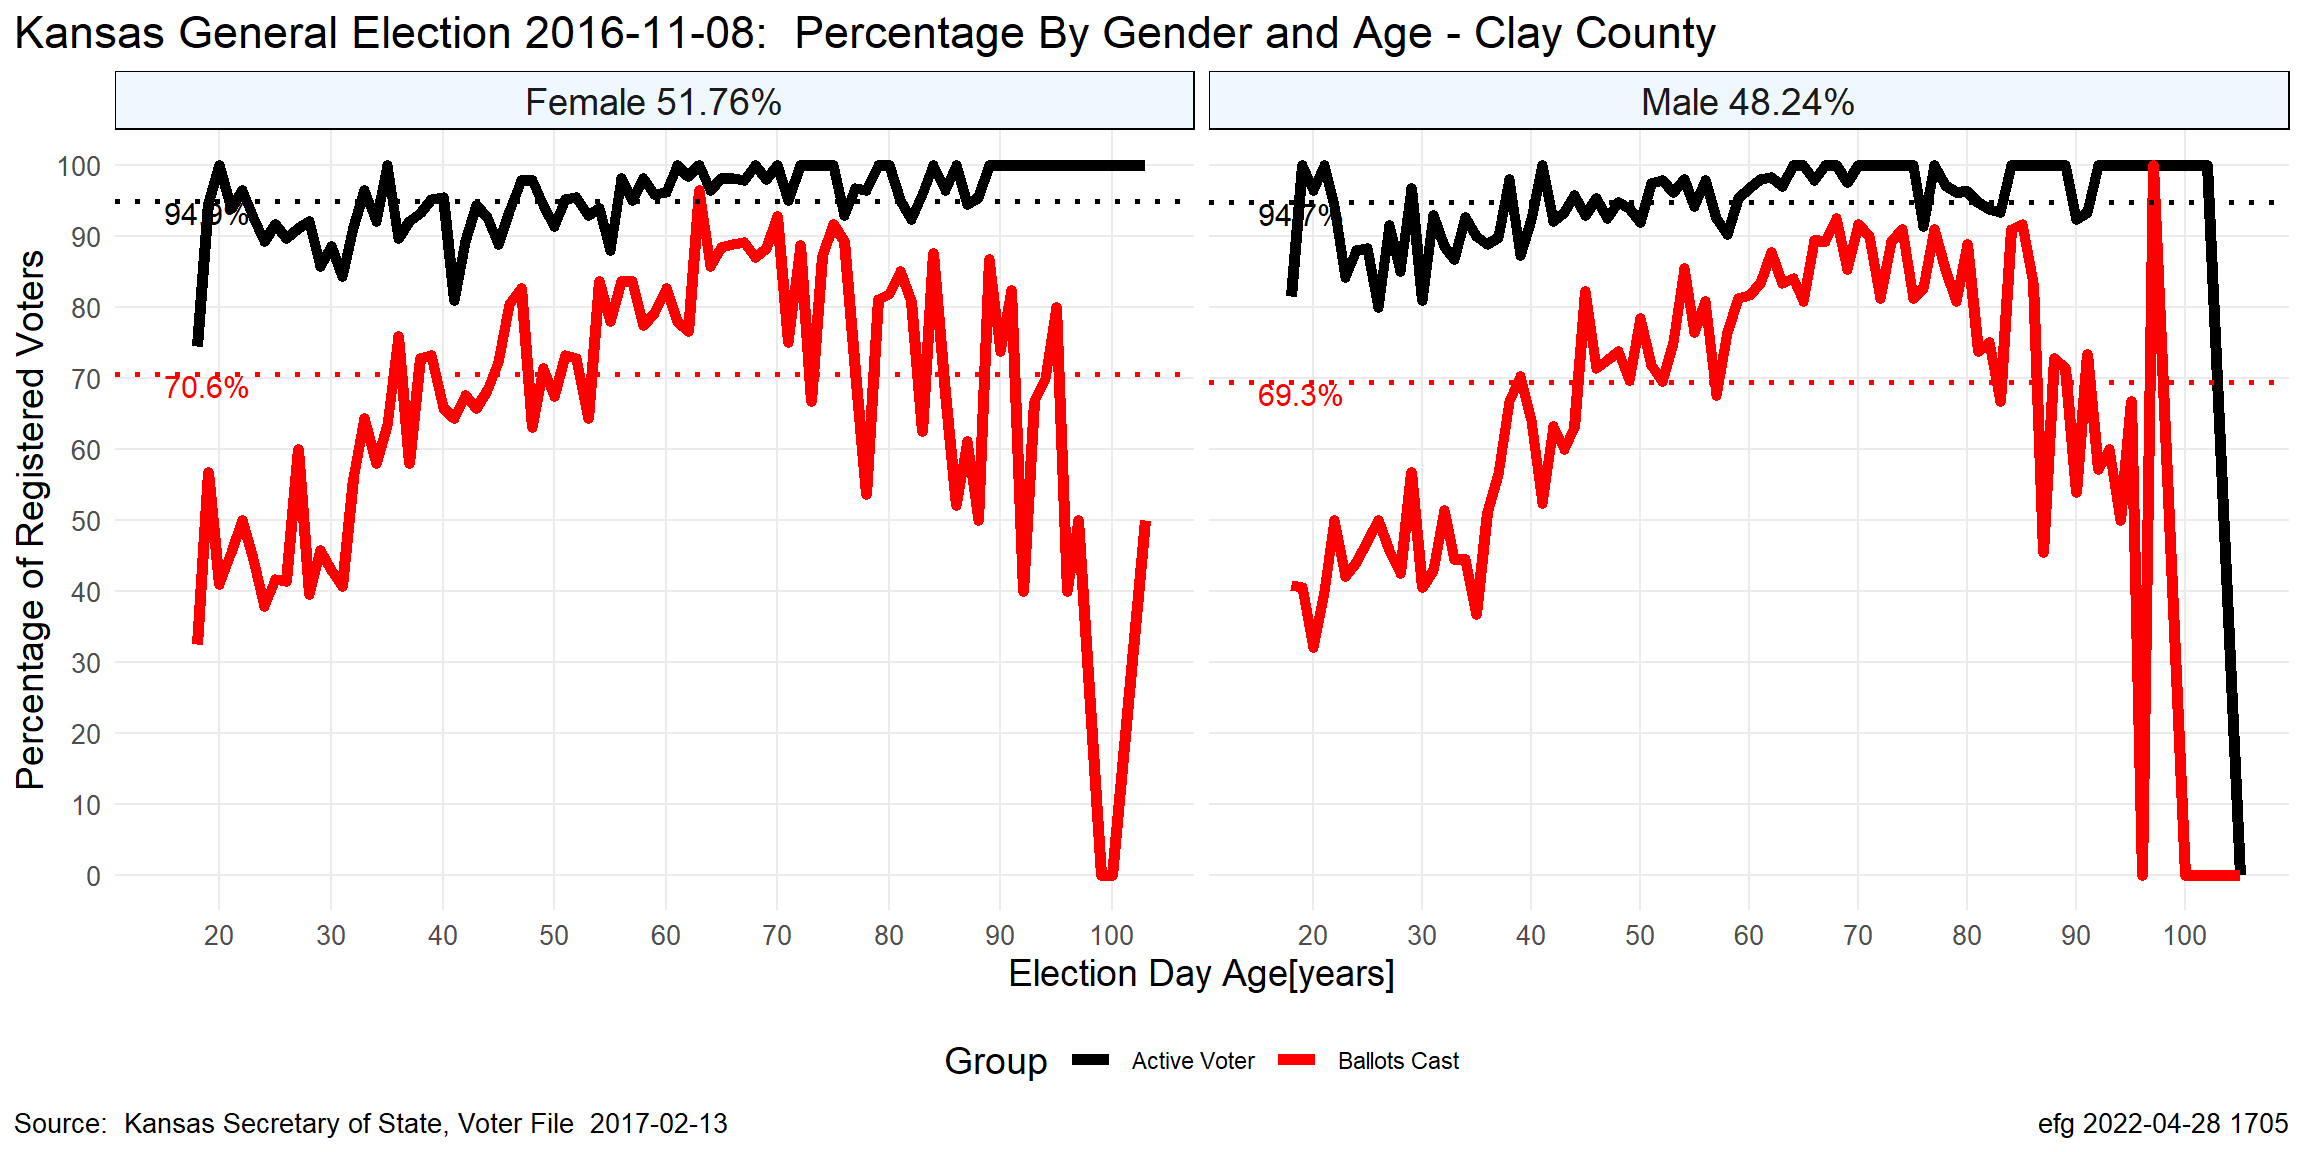 Kansas General Election 2016-11-08:  Percentage By Gender and Age - Clay County
Female 51.76%
Male 48.24%
Percentage of Registered Voters
100
90
80
70
60
50
40
30
20
10
0
94.9%
70.6%
94.7%
69.3%
20 30 40 50 60 70 80 90 100
20 30 40 50 60 70 80 90 100
Election Day Age[years]
Group Active Voter Ballots Cast
Source:  Kansas Secretary of State, Voter File  2017-02-13
efg 2022-04-28 1705